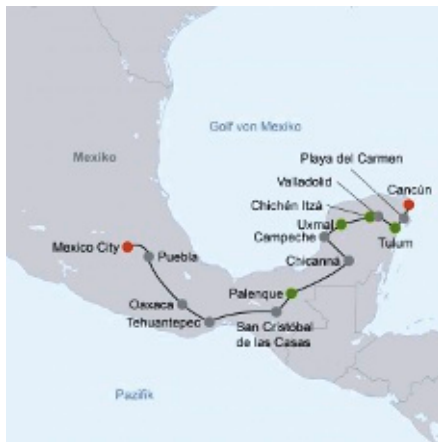 Golf von Mexiko
Mexiko
Playa del Carmen
Valladolid
Cancún
Chichén Itzá
Uxmal
Campeche
Tulum
Mexico City
Puebla
Chicanna
Palenque
Oaxaca
Tehuantepec
San Cristóbal
de las Casas
Pazifik